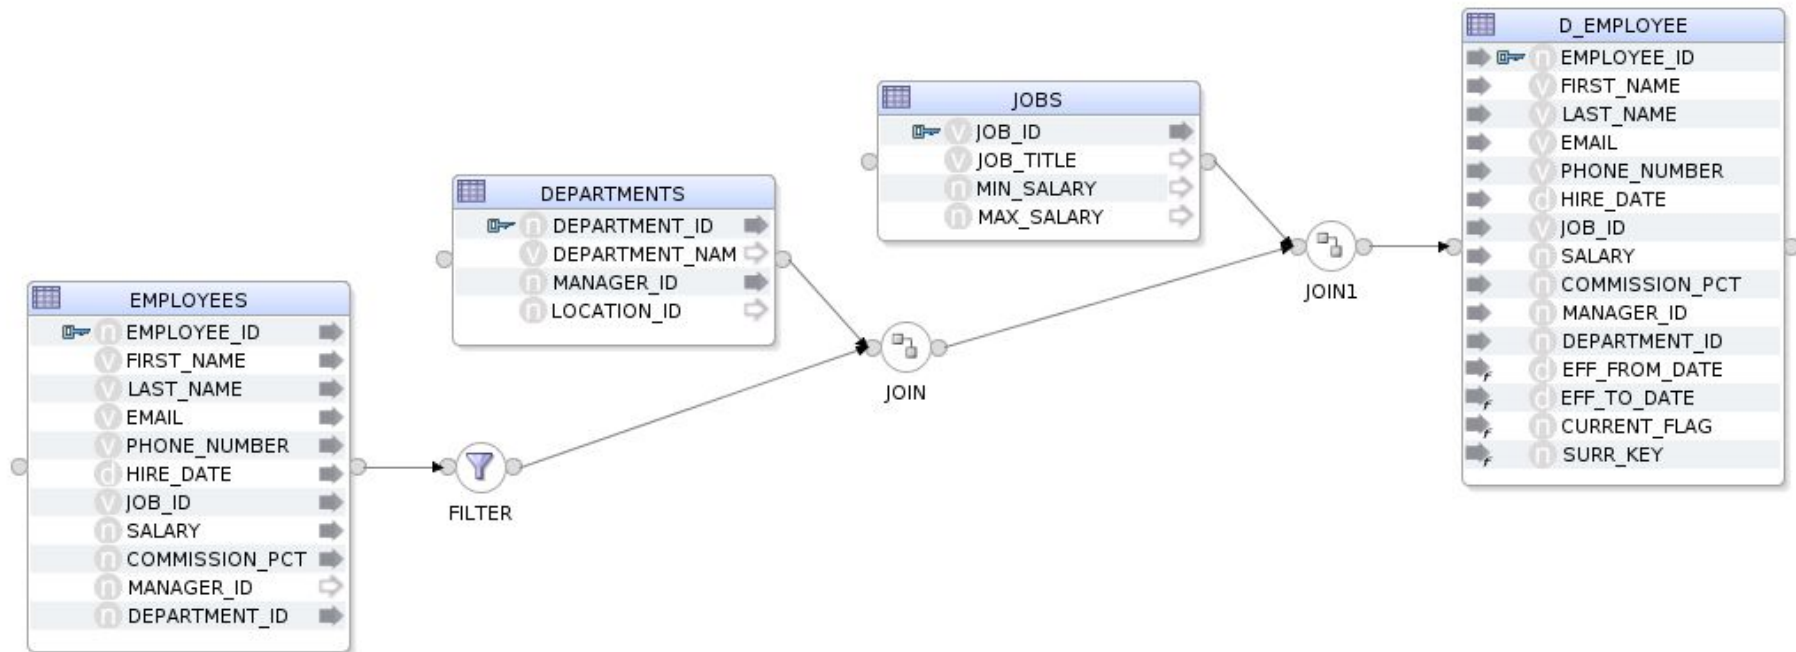 EMPLOYEES
EMPLOYEE_ID
FIRST_NAME
LAST_NAME
EMAIL
PHONE_NUMBER
HIRE_DATE
JOB_ID
SALARY
COMMISSION_PCT
MANAGER_ID
DEPARTMENT_ID
FILTER
DEPARTMENTS
DEPARTMENT_ID
DEPARTMENT_NAM
MANAGER_ID
LOCATION_ID
JOIN
JOBS
JOB_ID
JOB_TITLE
MIN_SALARY
MAX_SALARY
JOIN1
D_EMPLOYEE
EMPLOYEE_ID
FIRST_NAME
LAST_NAME
EMAIL
PHONE_NUMBER
HIRE_DATE
JOB_ID
SALARY
COMMISSION_PCT
MANAGER_ID
DEPARTMENT_ID
EFF_FROM_DATE
EFF_TO_DATE
CURRENT_FLAG
SURR_KEY